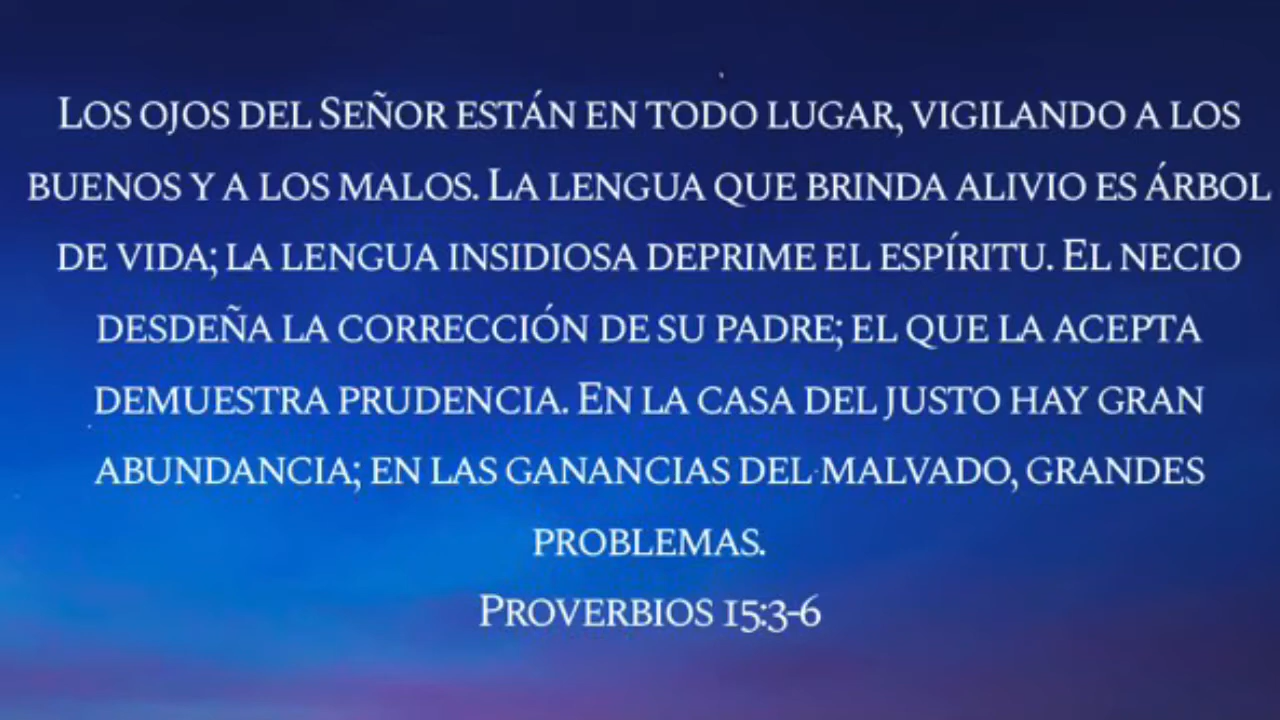 Los ojos del Señor están en todo lugar, vigilando a los
buenos y a los malos. La lengua que brinda alivio es árbol
de vida; la lengua insidiosa deprime el espíritu. El necio
desdeña la corrección de su padre; el que la acepta
demuestra prudencia. En la casa del justo hay gran
abundancia; en las ganancias del malvado, grandes
problemas.
Proverbios 15:3-6